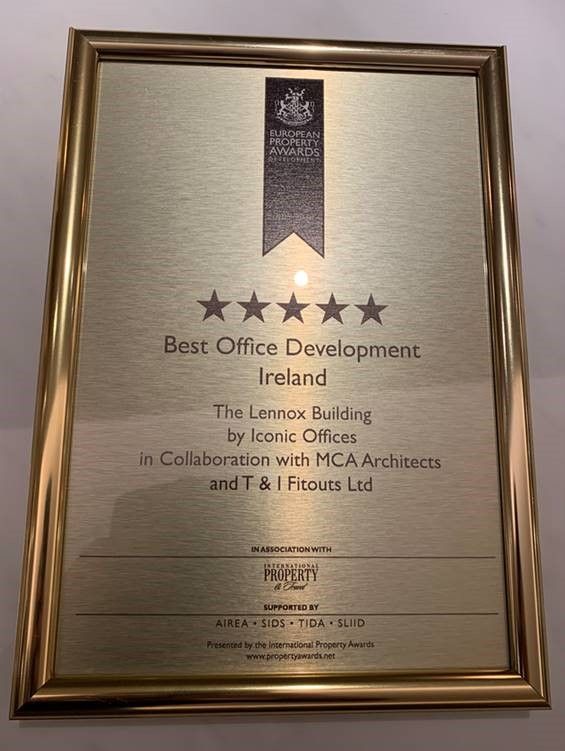 EUROPEAN
PROPERTY
AWARDS
DEVELOPMENT
Best Office Development
Ireland
The Lennox Building
by Iconic Offices
in Collaboration with MCA Architects
and T & I Fitouts Ltd
IN ASSOCIATION WITH
INTERNATIONAL
PROPERTY
& Travel
SUPPORTED BY
AIREA • SIDS • TIDA • SLIID
Presented by the International Property Awards
www.propertyawards.net